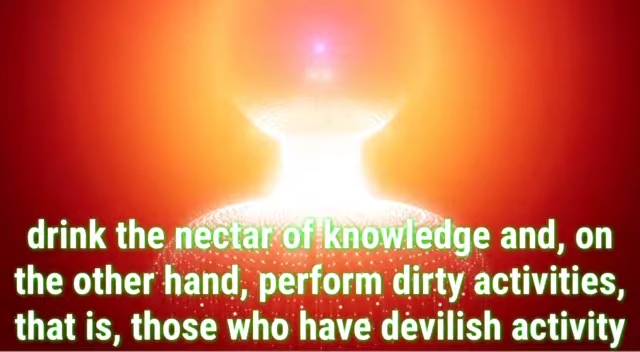 drink the nectar of knowledge and, on
the other hand, perform dirty activities,
that is, those who have devilish activity